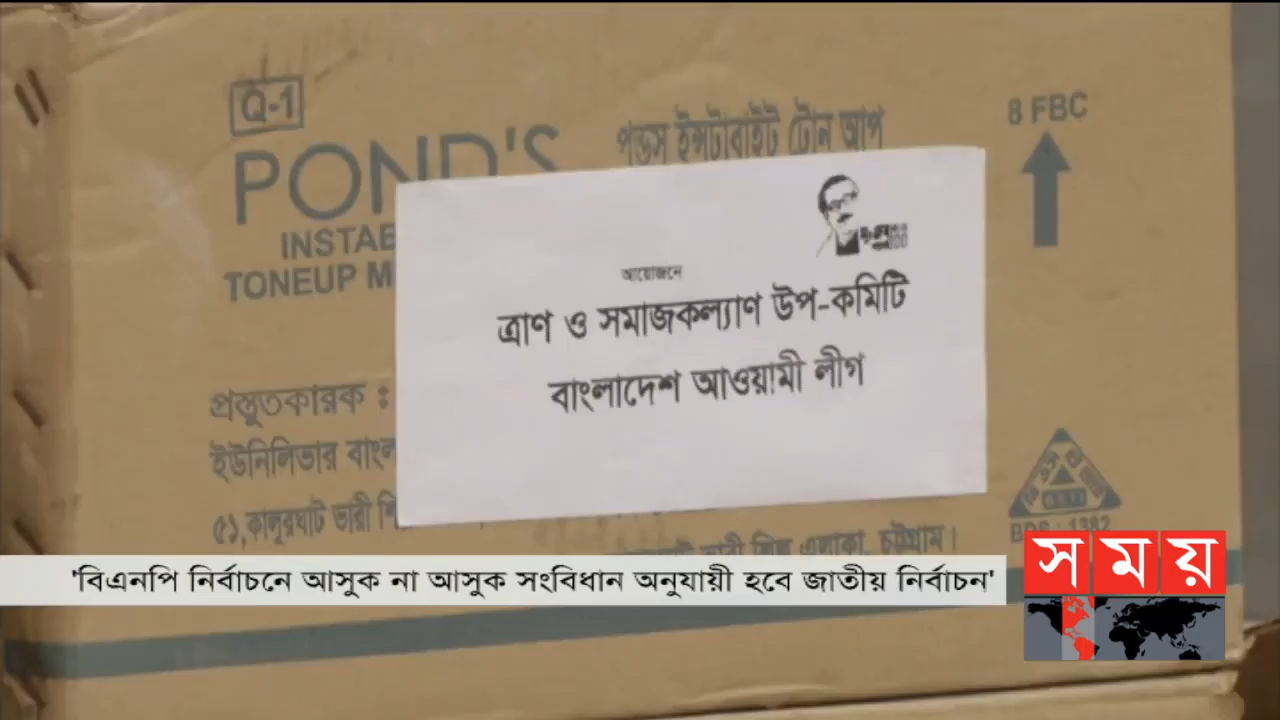 Q-1
POND'S
পন্ডস ইন্সটাবাইট টোন আপ
8 FBC
INSTAB
TONEUP M
আয়োজনে
ত্রাণ ও সমাজকল্যাণ উপ-কমিটি
বাংলাদেশ আওয়ামী লীগ
প্রস্তুতকারক ঃ
ইউনিলিভার বাংল
৫১,কালুরঘাট ভারী শি
ভারী শিল্প এলাকা, চট্টগ্রাম।
BDS : 1382
সময়
'বিএনপি নির্বাচনে আসুক না আসুক সংবিধান অনুযায়ী হবে জাতীয় নির্বাচন'